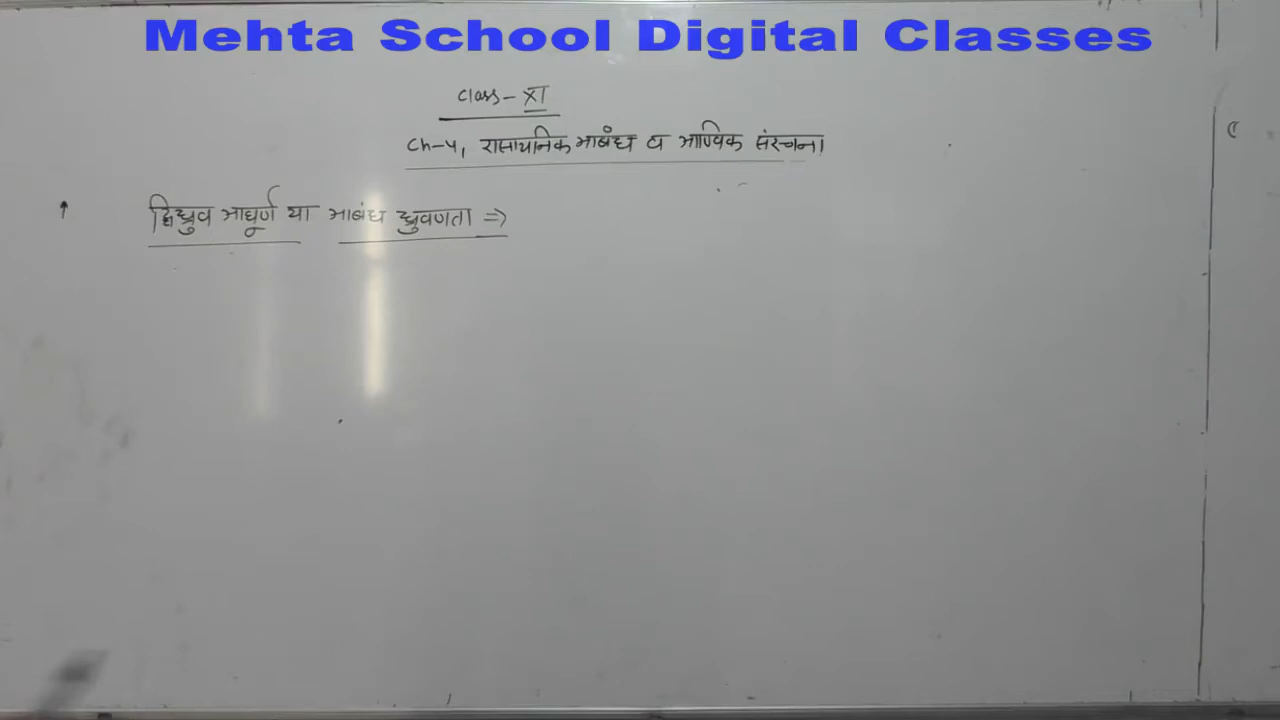 Mehta School Digital Classes
Class - XI
Ch-4, रासायनिक आबंध व आण्विक संरचना
द्विध्रुव आघूर्ण या आबंध ध्रुवणता ⇒